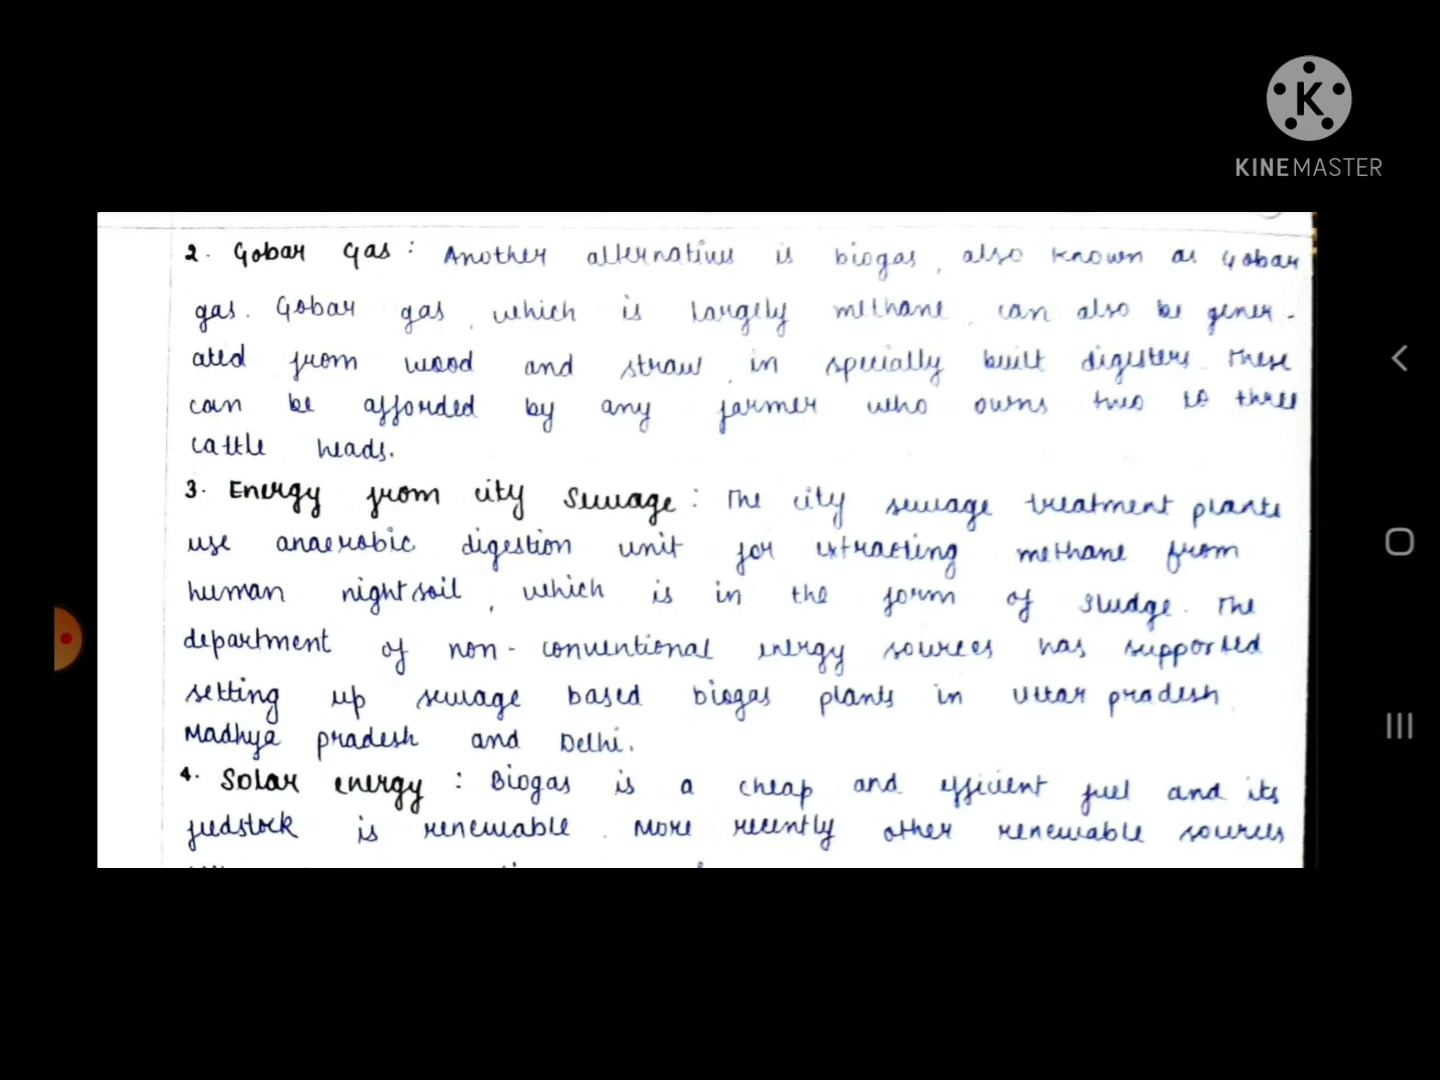 K
KINEMASTER
2. Gobar Gas : Another alternative is biogas, also known as Gobar
gas. Gobar gas, which is largely methane, can also be gener-
ated from wood and straw, in specially built digesters. These
can be afforded by any farmer who owns two to three
cattle heads.
3. Energy from city Sewage : The city sewage treatment plants
use anaerobic digestion unit for extracting methane from
human nightsoil, which is in the form of sludge. The
department of non-conventional energy sources has supported
setting up sewage based biogas plants in Uttar pradesh
Madhya pradesh and Delhi.
4. Solar energy : Biogas is a cheap and efficient fuel and its
feedstock is renewable. More recently other renewable sources